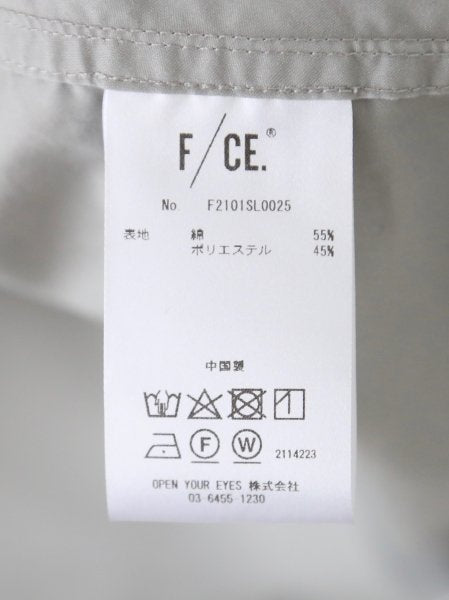 F/CE.®
No. F2101SL0025
表地 綿 55%
ポリエステル 45%
中国製
F W 2114223
OPEN YOUR EYES 株式会社
03-6455-1230